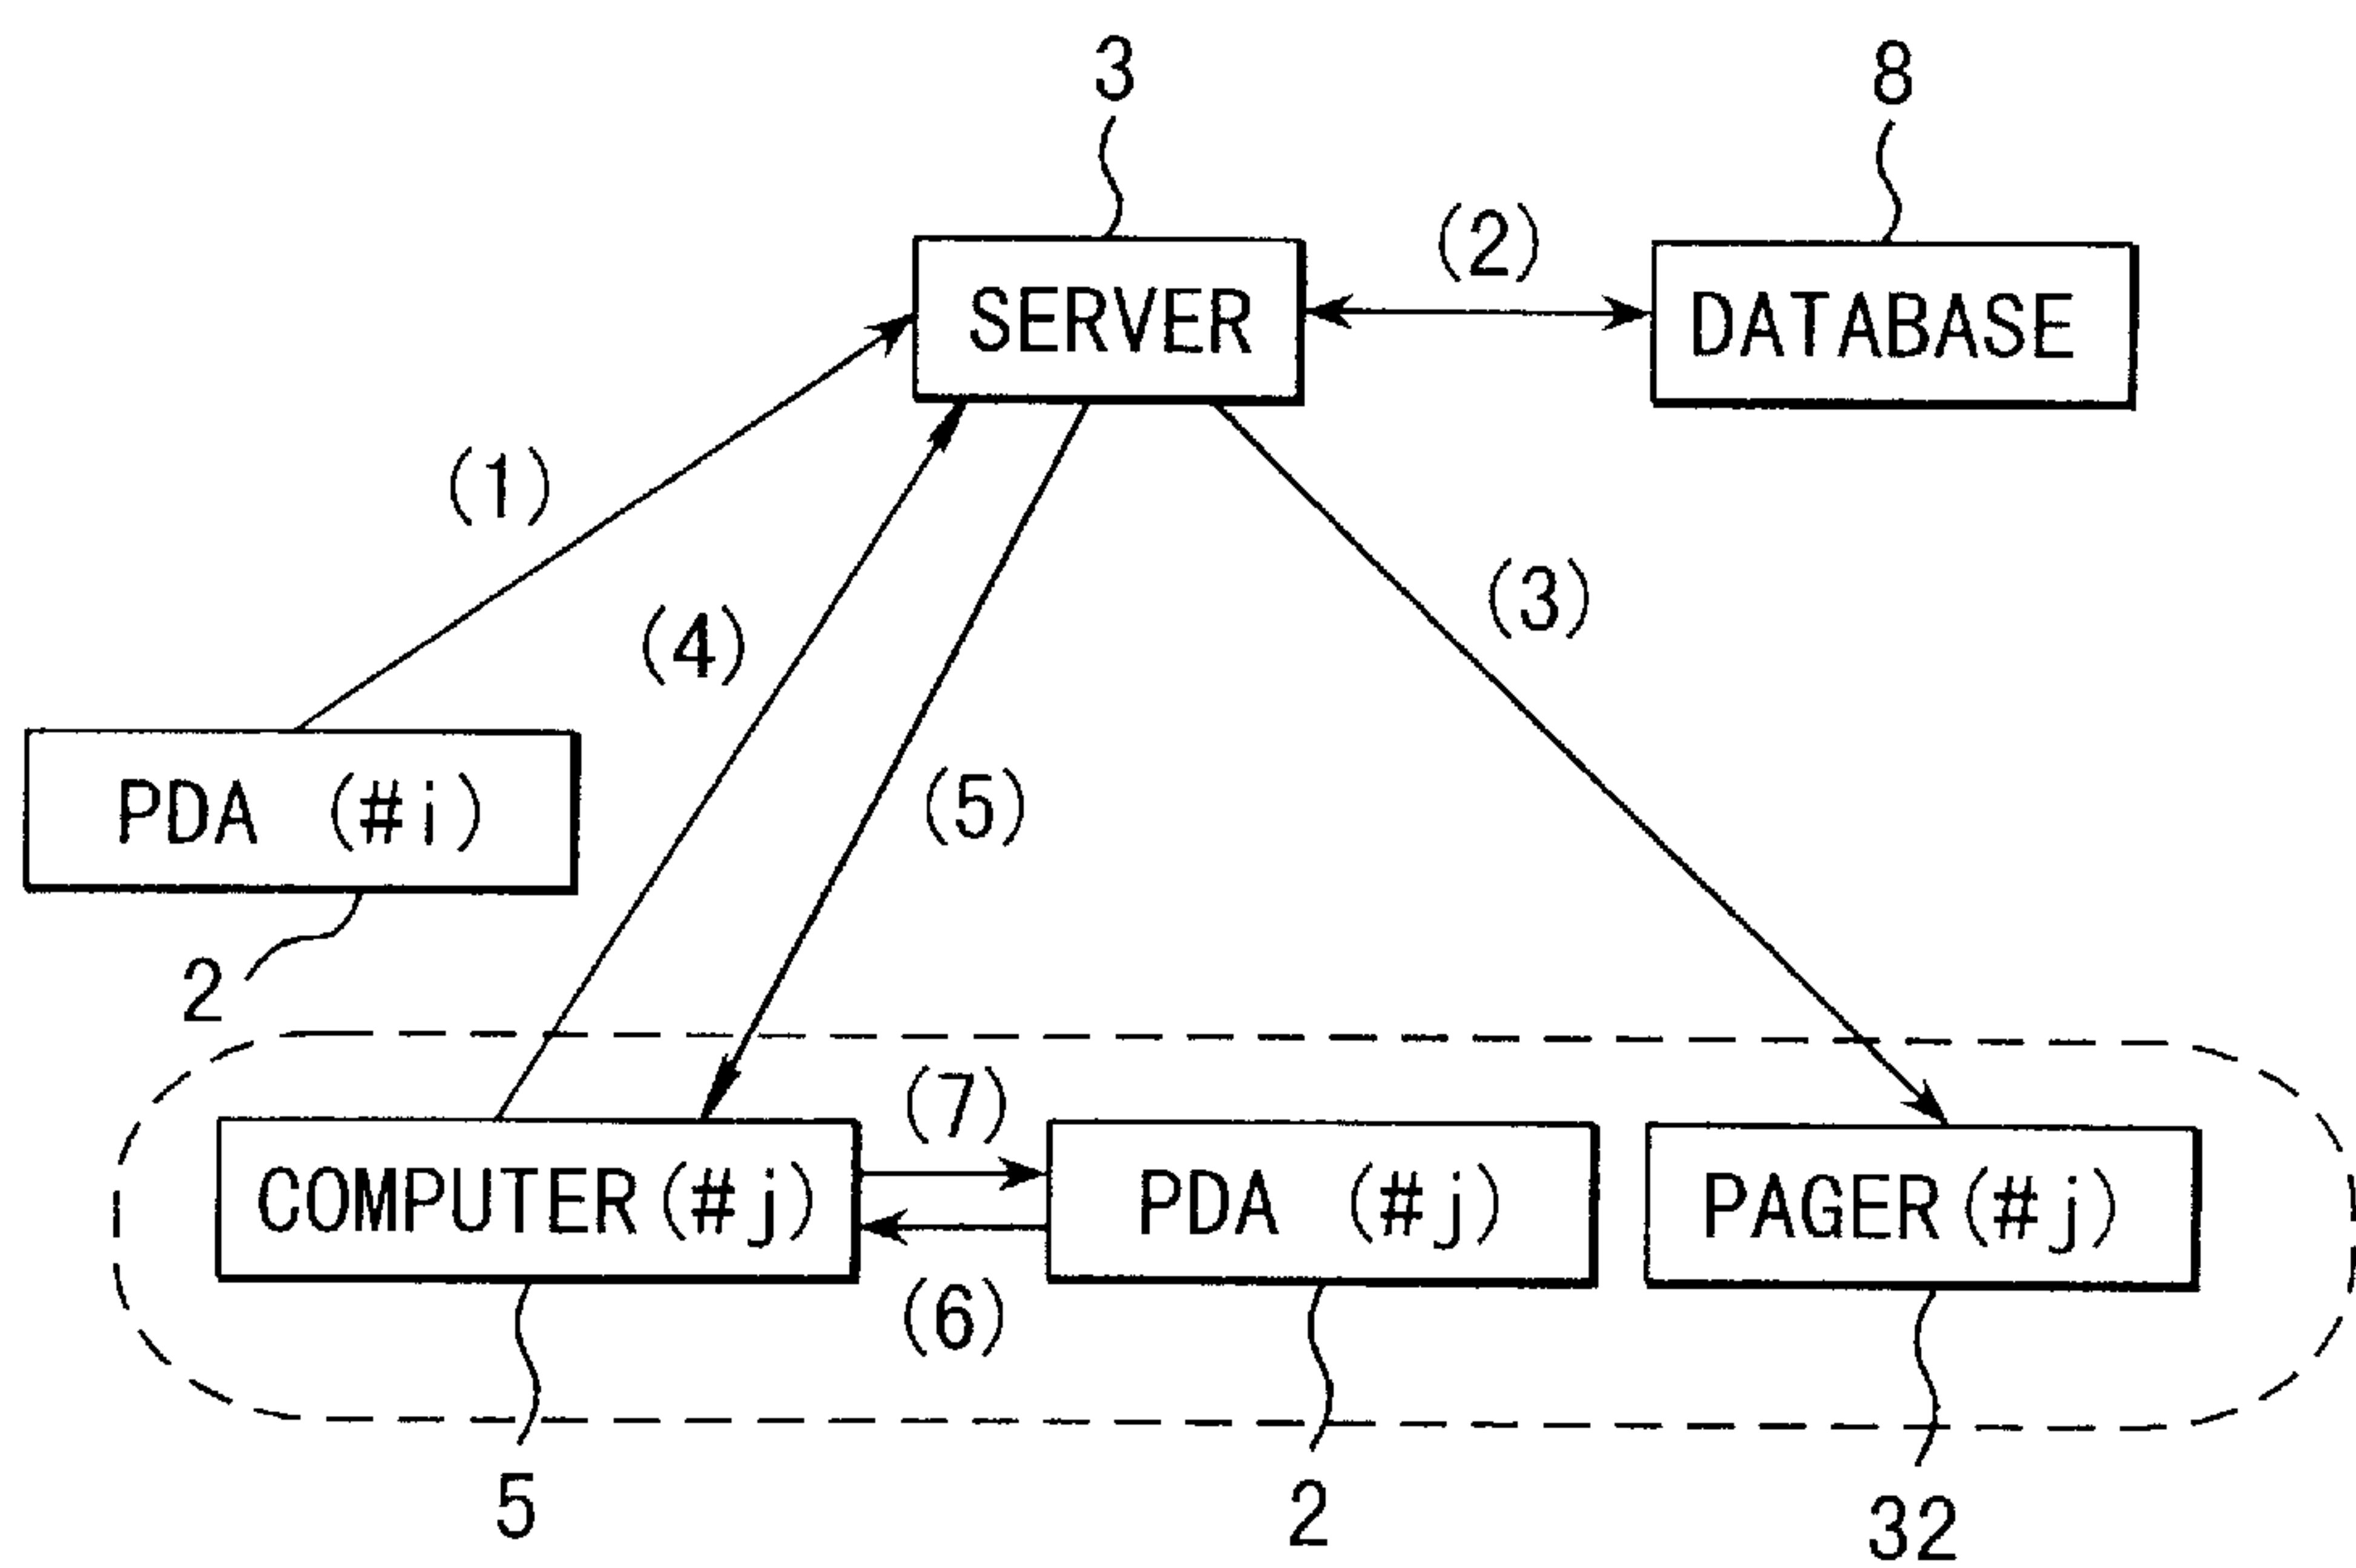 3
8
(2)
SERVER
DATABASE
(1)
(3)
(4)
(5)
PDA (#i)
2
(7)
COMPUTER(#j)
PDA (#j)
PAGER(#j)
(6)
5
2
32